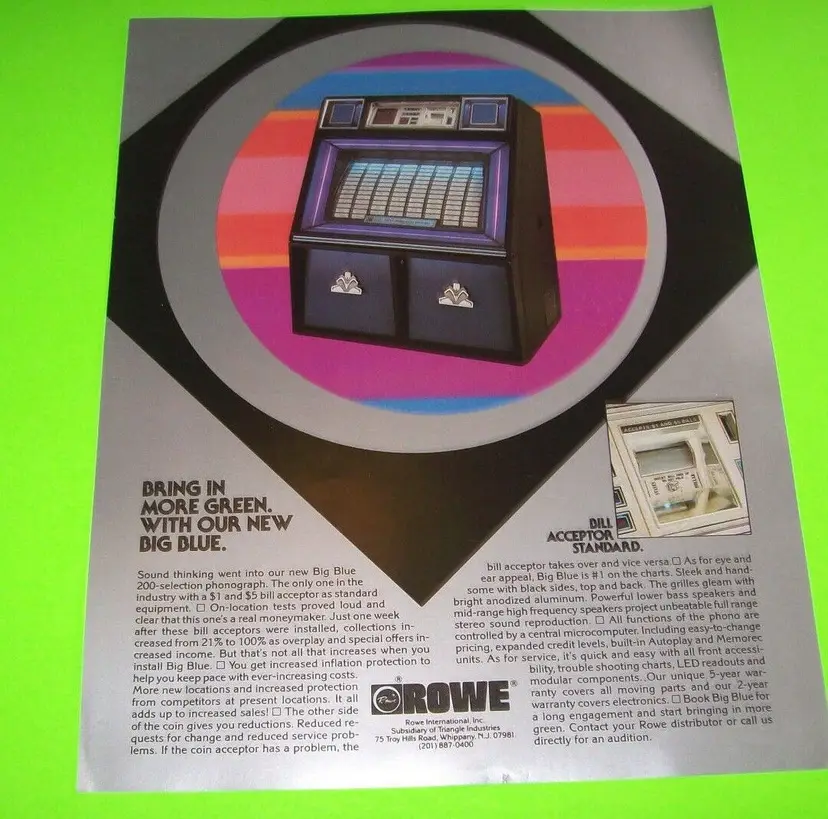 BRING IN
MORE GREEN.
WITH OUR NEW
BIG BLUE.
Sound thinking went into our new Big Blue
200-selection phonograph. The only one in the
industry with a $1 and $5 bill acceptor as standard
equipment. □ On-location tests proved loud and
clear that this one's a real moneymaker. Just one week
after these bill acceptors were installed, collections in-
creased from 21% to 100% as overplay and special offers in-
creased income. But that's not all that increases when you
install Big Blue. □ You get increased inflation protection to
help you keep pace with ever-increasing costs.
More new locations and increased protection
from competitors at present locations. It all
adds up to increased sales! □ The other side
of the coin gives you reductions. Reduced re-
quests for change and reduced service prob-
lems. If the coin acceptor has a problem, the
ACCEPTS $1 AND $5 BILLS
BILL
ACCEPTOR
STANDARD.
bill acceptor takes over and vice versa. □ As for eye and
ear appeal, Big Blue is #1 on the charts. Sleek and hand-
some with black sides, top and back. The grilles gleam with
bright anodized aluminum. Powerful lower bass speakers and
mid-range high frequency speakers project unbeatable full range
stereo sound reproduction. □ All functions of the phono are
controlled by a central microcomputer. Including easy-to-change
pricing, expanded credit levels, built-in Autoplay and Memorec
units. As for service, it's quick and easy with all front accessi-
bility, trouble shooting charts, LED readouts and
modular components. Our unique 5-year war-
ranty covers all moving parts and our 2-year
warranty covers electronics. □ Book Big Blue for
a long engagement and start bringing in more
green. Contact your Rowe distributor or call us
directly for an audition.
® ROWE®
Rowe International, Inc.
Subsidiary of Triangle Industries
75 Troy Hills Road, Whippany, N.J. 07981
(201) 887-0400